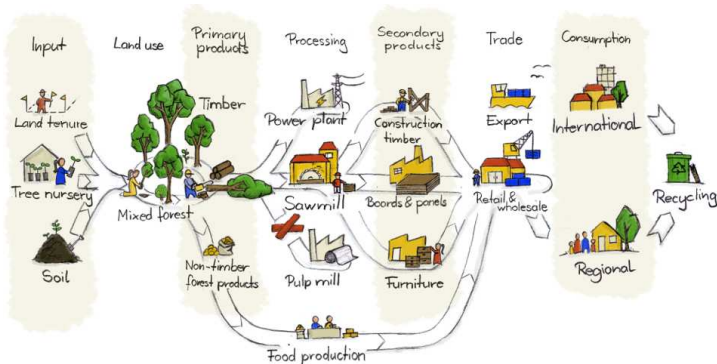 Input
Land use
Primary
products
Processing
Secondary
products
Trade
Consumption
Land tenure
Tree nursery
Soil
Mixed forest
Timber
Non-timber
forest products
Power plant
Sawmill
Pulp mill
Food production
Construction
timber
Boards & panels
Furniture
Export
Retail &
wholesale
International
Regional
Recycling